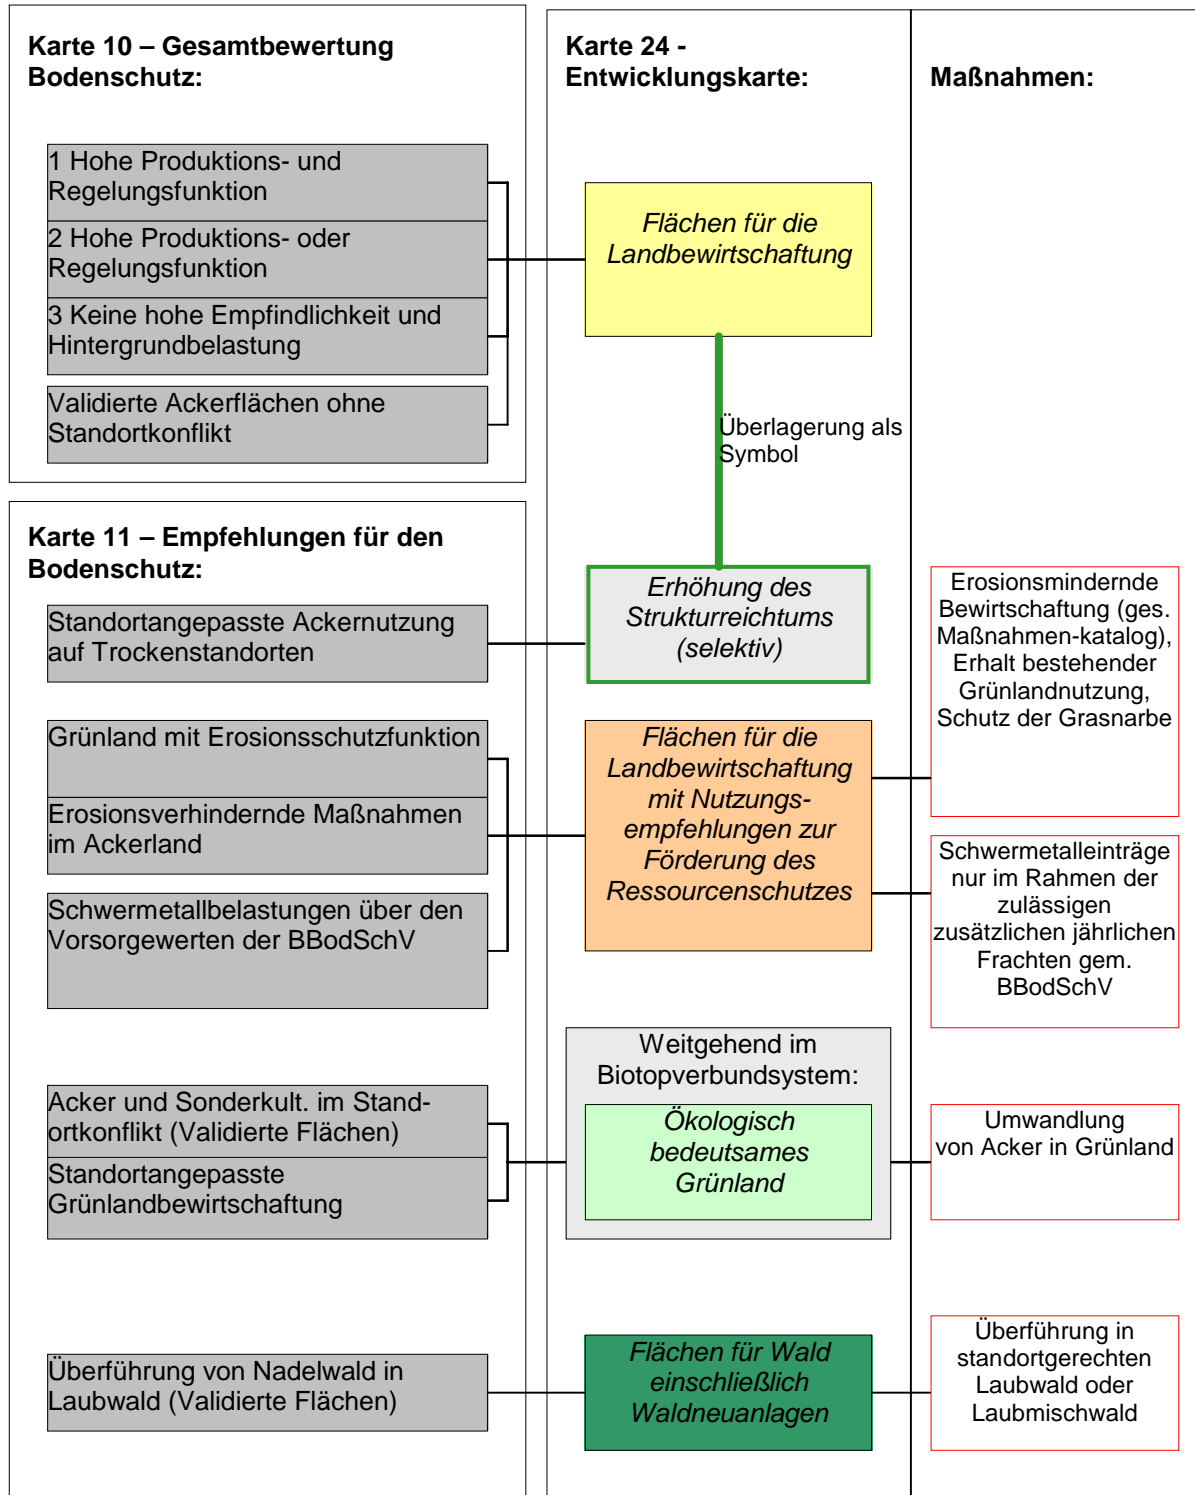 Karte 10 – Gesamtbewertung
Bodenschutz:
1 Hohe Produktions- und
Regelungsfunktion
2 Hohe Produktions- oder
Regelungsfunktion
3 Keine hohe Empfindlichkeit und
Hintergrundbelastung
Validierte Ackerflächen ohne
Standortkonflikt
Karte 11 – Empfehlungen für den
Bodenschutz:
Standortangepasste Ackernutzung
auf Trockenstandorten
Grünland mit Erosionsschutzfunktion
Erosionsverhindernde Maßnahmen
im Ackerland
Schwermetallbelastungen über den
Vorsorgewerten der BBodSchV
Acker und Sonderkult. im Stand-
ortkonflikt (Validierte Flächen)
Standortangepasste
Grünlandbewirtschaftung
Überführung von Nadelwald in
Laubwald (Validierte Flächen)
Karte 24 -
Entwicklungskarte:
Flächen für die
Landbewirtschaftung
Überlagerung als
Symbol
Erhöhung des
Strukturreichtums
(selektiv)
Flächen für die
Landbewirtschaftung
mit Nutzungs-
empfehlungen zur
Förderung des
Ressourcenschutzes
Weitgehend im
Biotopverbundsystem:
Ökologisch
bedeutsames
Grünland
Flächen für Wald
einschließlich
Waldneuanlagen
Maßnahmen:
Erosionsmindernde
Bewirtschaftung (ges.
Maßnahmen-katalog),
Erhalt bestehender
Grünlandnutzung,
Schutz der Grasnarbe
Schwermetalleinträge
nur im Rahmen der
zulässigen
zusätzlichen jährlichen
Frachten gem.
BBodSchV
Umwandlung
von Acker in Grünland
Überführung in
standortgerechten
Laubwald oder
Laubmischwald